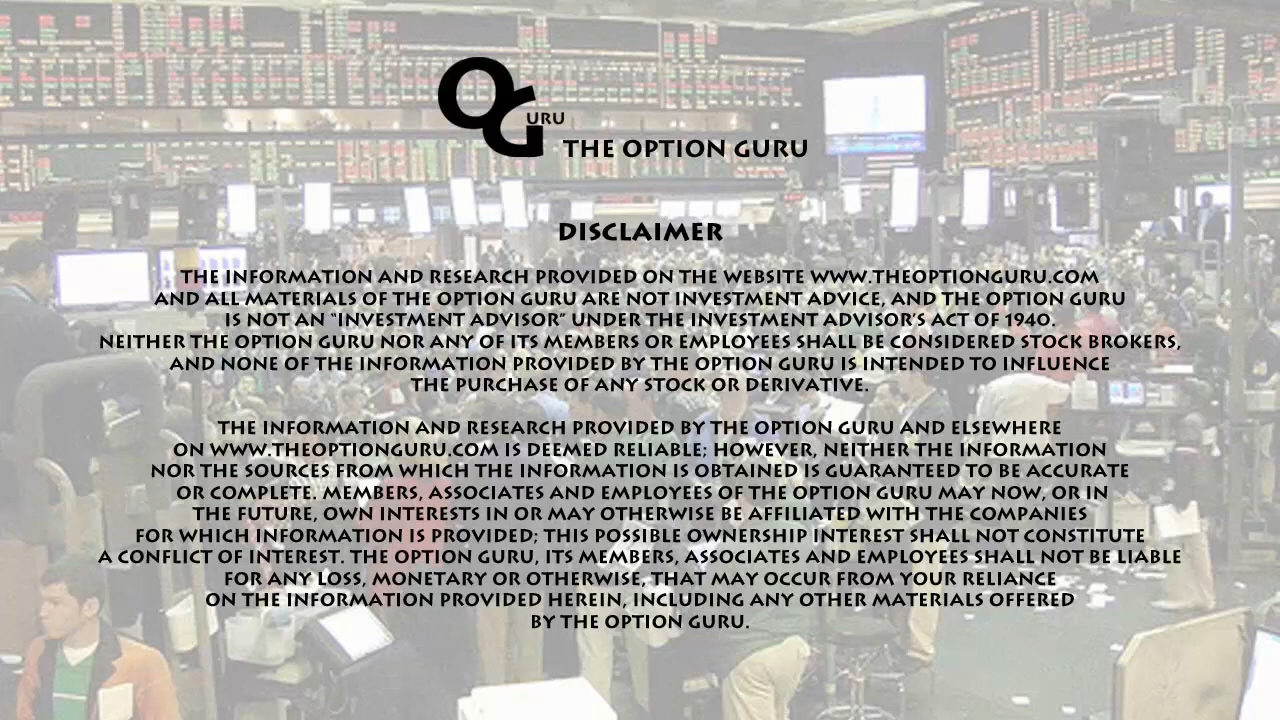 OG URU
THE OPTION GURU
DISCLAIMER
THE INFORMATION AND RESEARCH PROVIDED ON THE WEBSITE WWW.THEOPTIONGURU.COM
AND ALL MATERIALS OF THE OPTION GURU ARE NOT INVESTMENT ADVICE, AND THE OPTION GURU
IS NOT AN “INVESTMENT ADVISOR” UNDER THE INVESTMENT ADVISOR’S ACT OF 1940.
NEITHER THE OPTION GURU NOR ANY OF ITS MEMBERS OR EMPLOYEES SHALL BE CONSIDERED STOCK BROKERS,
AND NONE OF THE INFORMATION PROVIDED BY THE OPTION GURU IS INTENDED TO INFLUENCE
THE PURCHASE OF ANY STOCK OR DERIVATIVE.
THE INFORMATION AND RESEARCH PROVIDED BY THE OPTION GURU AND ELSEWHERE
ON WWW.THEOPTIONGURU.COM IS DEEMED RELIABLE; HOWEVER, NEITHER THE INFORMATION
NOR THE SOURCES FROM WHICH THE INFORMATION IS OBTAINED IS GUARANTEED TO BE ACCURATE
OR COMPLETE. MEMBERS, ASSOCIATES AND EMPLOYEES OF THE OPTION GURU MAY NOW, OR IN
THE FUTURE, OWN INTERESTS IN OR MAY OTHERWISE BE AFFILIATED WITH THE COMPANIES
FOR WHICH INFORMATION IS PROVIDED; THIS POSSIBLE OWNERSHIP INTEREST SHALL NOT CONSTITUTE
A CONFLICT OF INTEREST. THE OPTION GURU, ITS MEMBERS, ASSOCIATES AND EMPLOYEES SHALL NOT BE LIABLE
FOR ANY LOSS, MONETARY OR OTHERWISE, THAT MAY OCCUR FROM YOUR RELIANCE
ON THE INFORMATION PROVIDED HEREIN, INCLUDING ANY OTHER MATERIALS OFFERED
BY THE OPTION GURU.